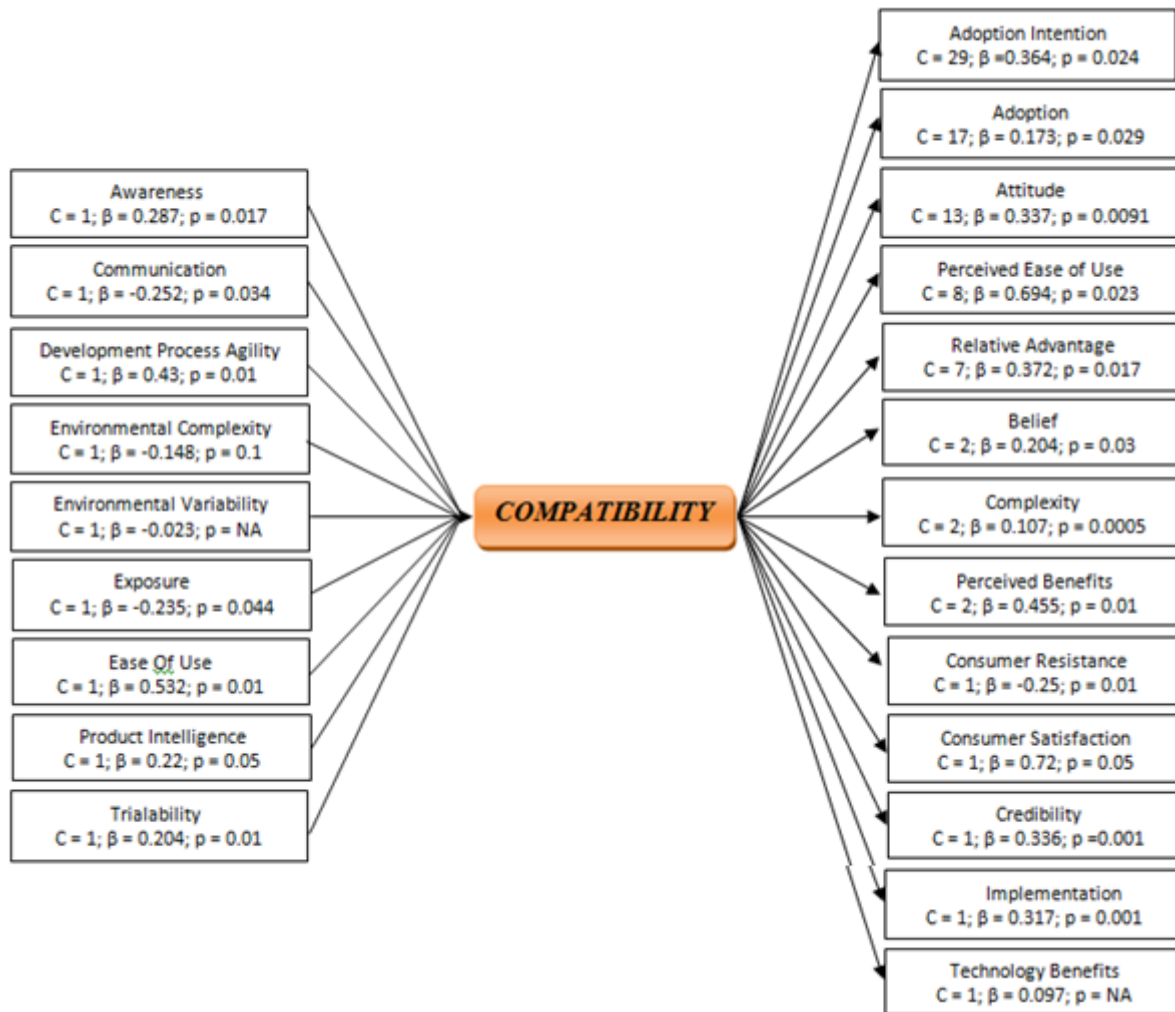 Awareness
C = 1; β = 0.287; p = 0.017
Communication
C = 1; β = -0.252; p = 0.034
Development Process Agility
C = 1; β = 0.43; p = 0.01
Environmental Complexity
C = 1; β = -0.148; p = 0.1
Environmental Variability
C = 1; β = -0.023; p = NA
Exposure
C = 1; β = -0.235; p = 0.044
Ease Of Use
C = 1; β = 0.532; p = 0.01
Product Intelligence
C = 1; β = 0.22; p = 0.05
Trialability
C = 1; β = 0.204; p = 0.01
COMPATIBILITY
Adoption Intention
C = 29; β =0.364; p = 0.024
Adoption
C = 17; β = 0.173; p = 0.029
Attitude
C = 13; β = 0.337; p = 0.0091
Perceived Ease of Use
C = 8; β = 0.694; p = 0.023
Relative Advantage
C = 7; β = 0.372; p = 0.017
Belief
C = 2; β = 0.204; p = 0.03
Complexity
C = 2; β = 0.107; p = 0.0005
Perceived Benefits
C = 2; β = 0.455; p = 0.01
Consumer Resistance
C = 1; β = -0.25; p = 0.01
Consumer Satisfaction
C = 1; β = 0.72; p = 0.05
Credibility
C = 1; β = 0.336; p =0.001
Implementation
C = 1; β = 0.317; p = 0.001
Technology Benefits
C = 1; β = 0.097; p = NA